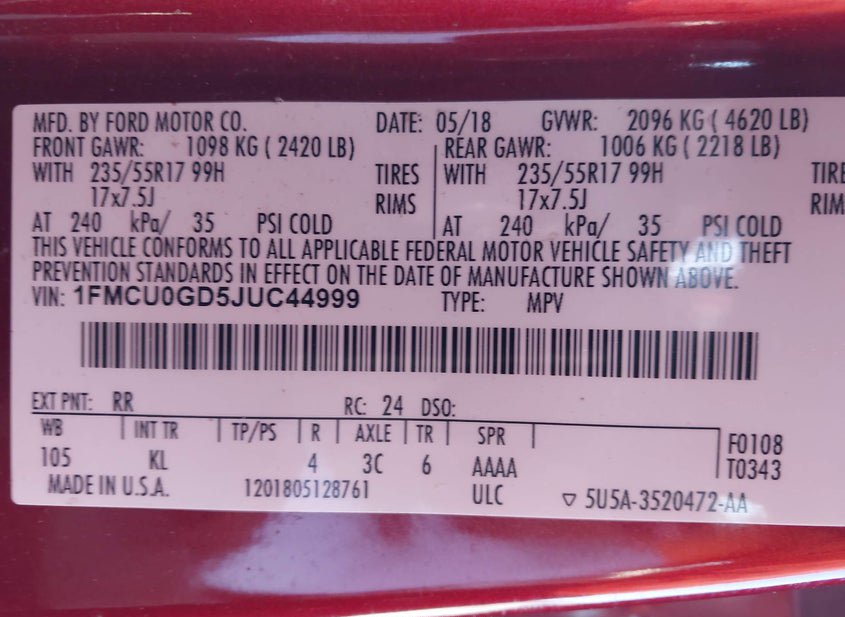 MFD. BY FORD MOTOR CO. DATE: 05/18 GVWR: 2096 KG ( 4620 LB)
FRONT GAWR: 1098 KG ( 2420 LB) REAR GAWR: 1006 KG ( 2218 LB)
WITH 235/55R17 99H TIRES WITH 235/55R17 99H TIRE
17x7.5J RIMS 17x7.5J RIM
AT 240 kPa/ 35 PSI COLD AT 240 kPa/ 35 PSI COLD
THIS VEHICLE CONFORMS TO ALL APPLICABLE FEDERAL MOTOR VEHICLE SAFETY AND THEFT
PREVENTION STANDARDS IN EFFECT ON THE DATE OF MANUFACTURE SHOWN ABOVE.
VIN: 1FMCU0GD5JUC44999 TYPE: MPV
EXT PNT: RR RC: 24 DSO:
WB INT TR TP/PS R AXLE TR SPR F0108
105 KL 4 3C 6 AAAA T0343
MADE IN U.S.A. 1201805128761 ULC ▽ 5U5A-3520472-AA